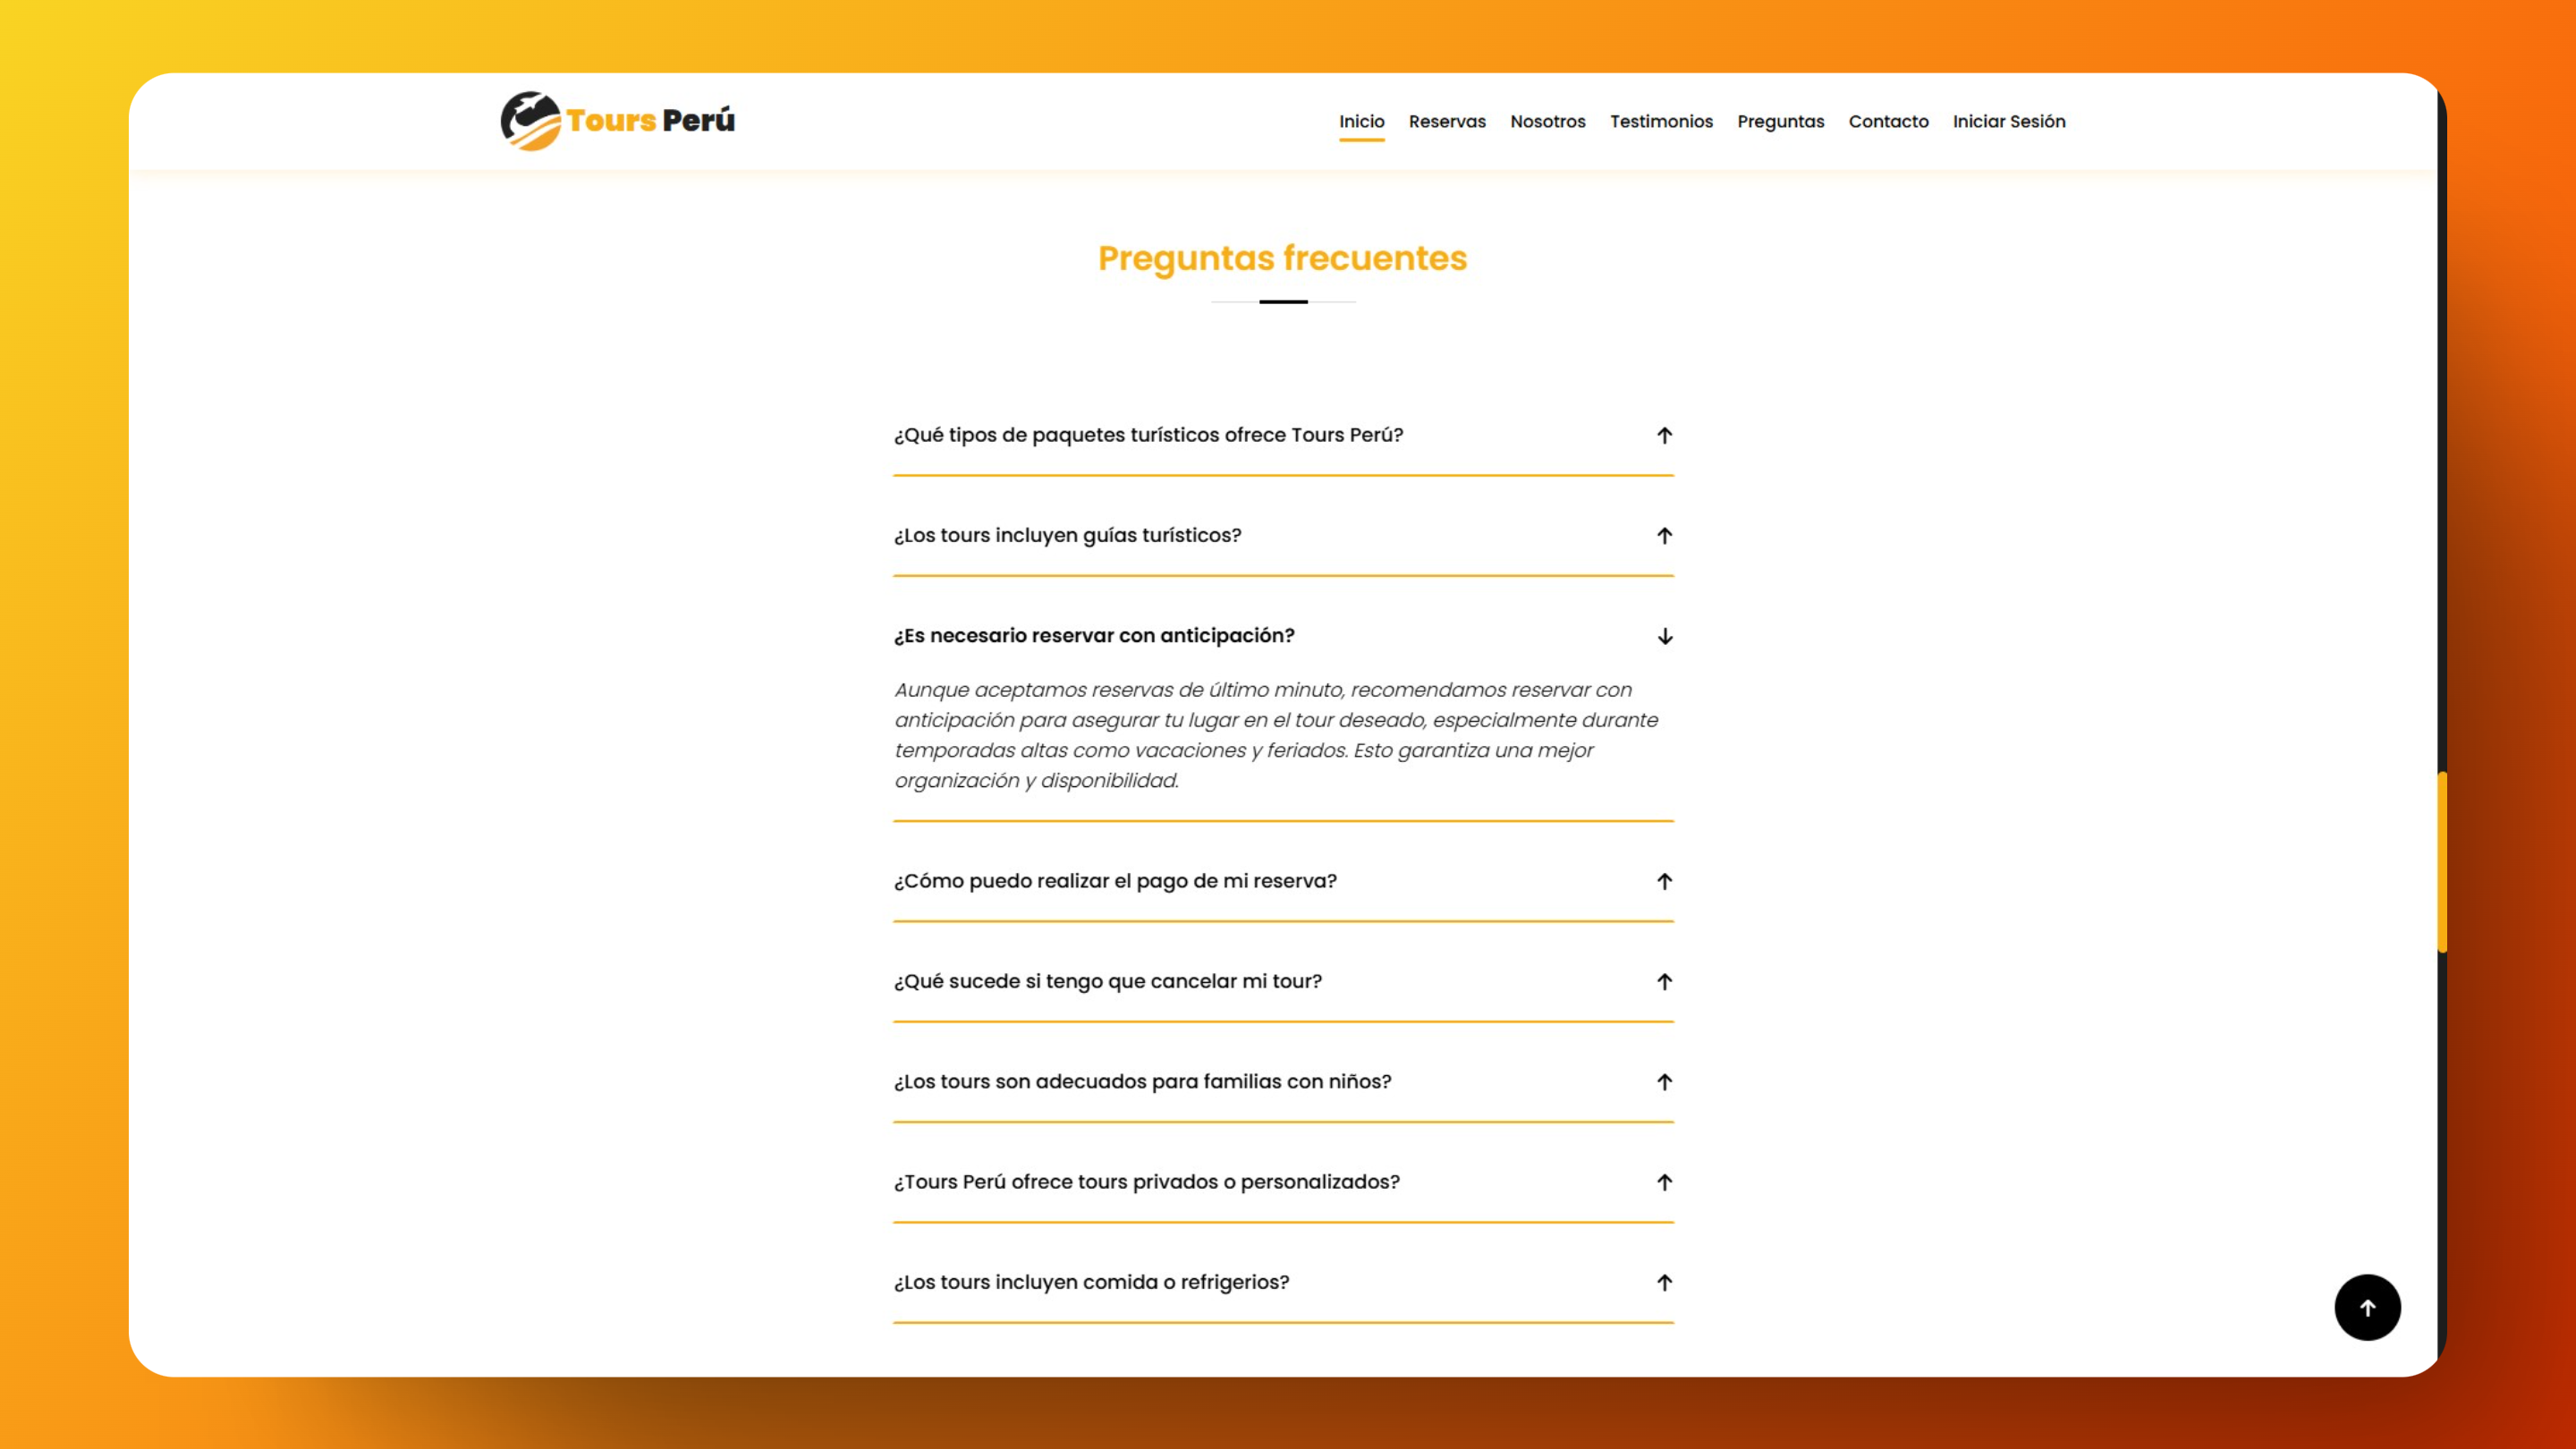 Tours Perú
Inicio Reservas Nosotros Testimonios Preguntas Contacto Iniciar Sesión
Preguntas frecuentes
¿Qué tipos de paquetes turísticos ofrece Tours Perú?
¿Los tours incluyen guías turísticos?
¿Es necesario reservar con anticipación?
Aunque aceptamos reservas de último minuto, recomendamos reservar con
anticipación para asegurar tu lugar en el tour deseado, especialmente durante
temporadas altas como vacaciones y feriados. Esto garantiza una mejor
organización y disponibilidad.
¿Cómo puedo realizar el pago de mi reserva?
¿Qué sucede si tengo que cancelar mi tour?
¿Los tours son adecuados para familias con niños?
¿Tours Perú ofrece tours privados o personalizados?
¿Los tours incluyen comida o refrigerios?